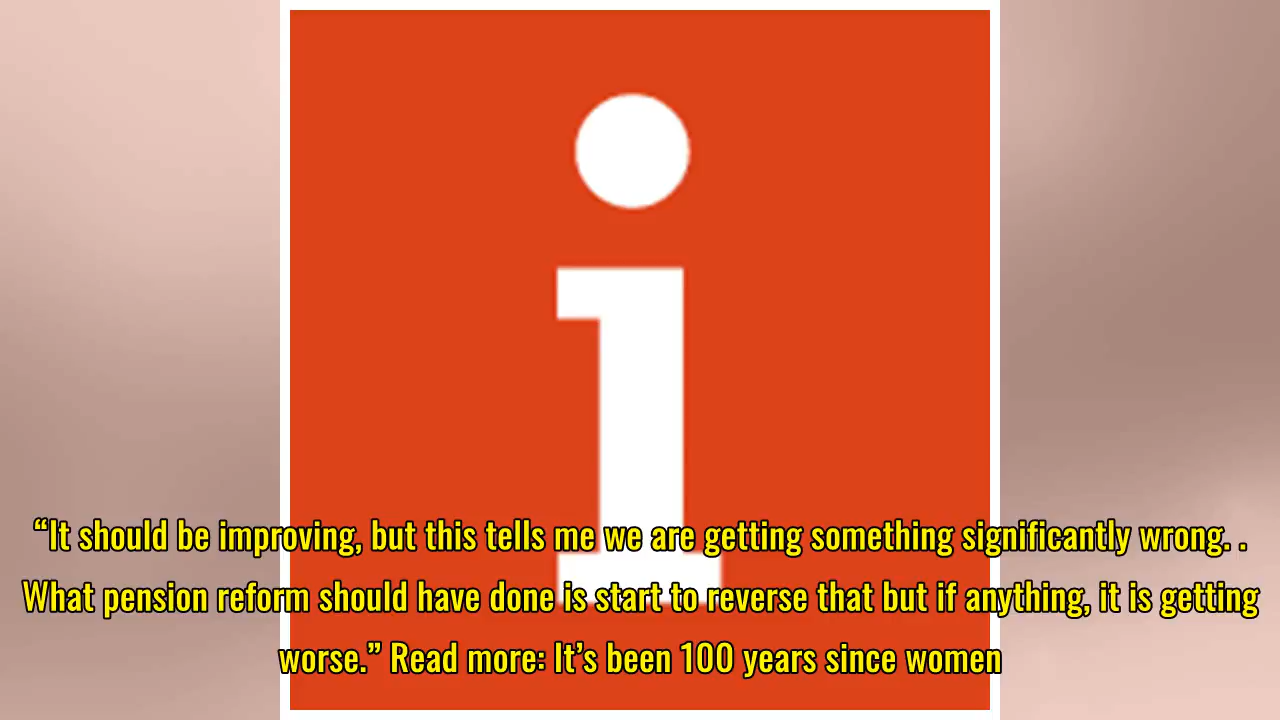 i
“It should be improving, but this tells me we are getting something significantly wrong. .
What pension reform should have done is start to reverse that but if anything, it is getting
worse.” Read more: It’s been 100 years since women